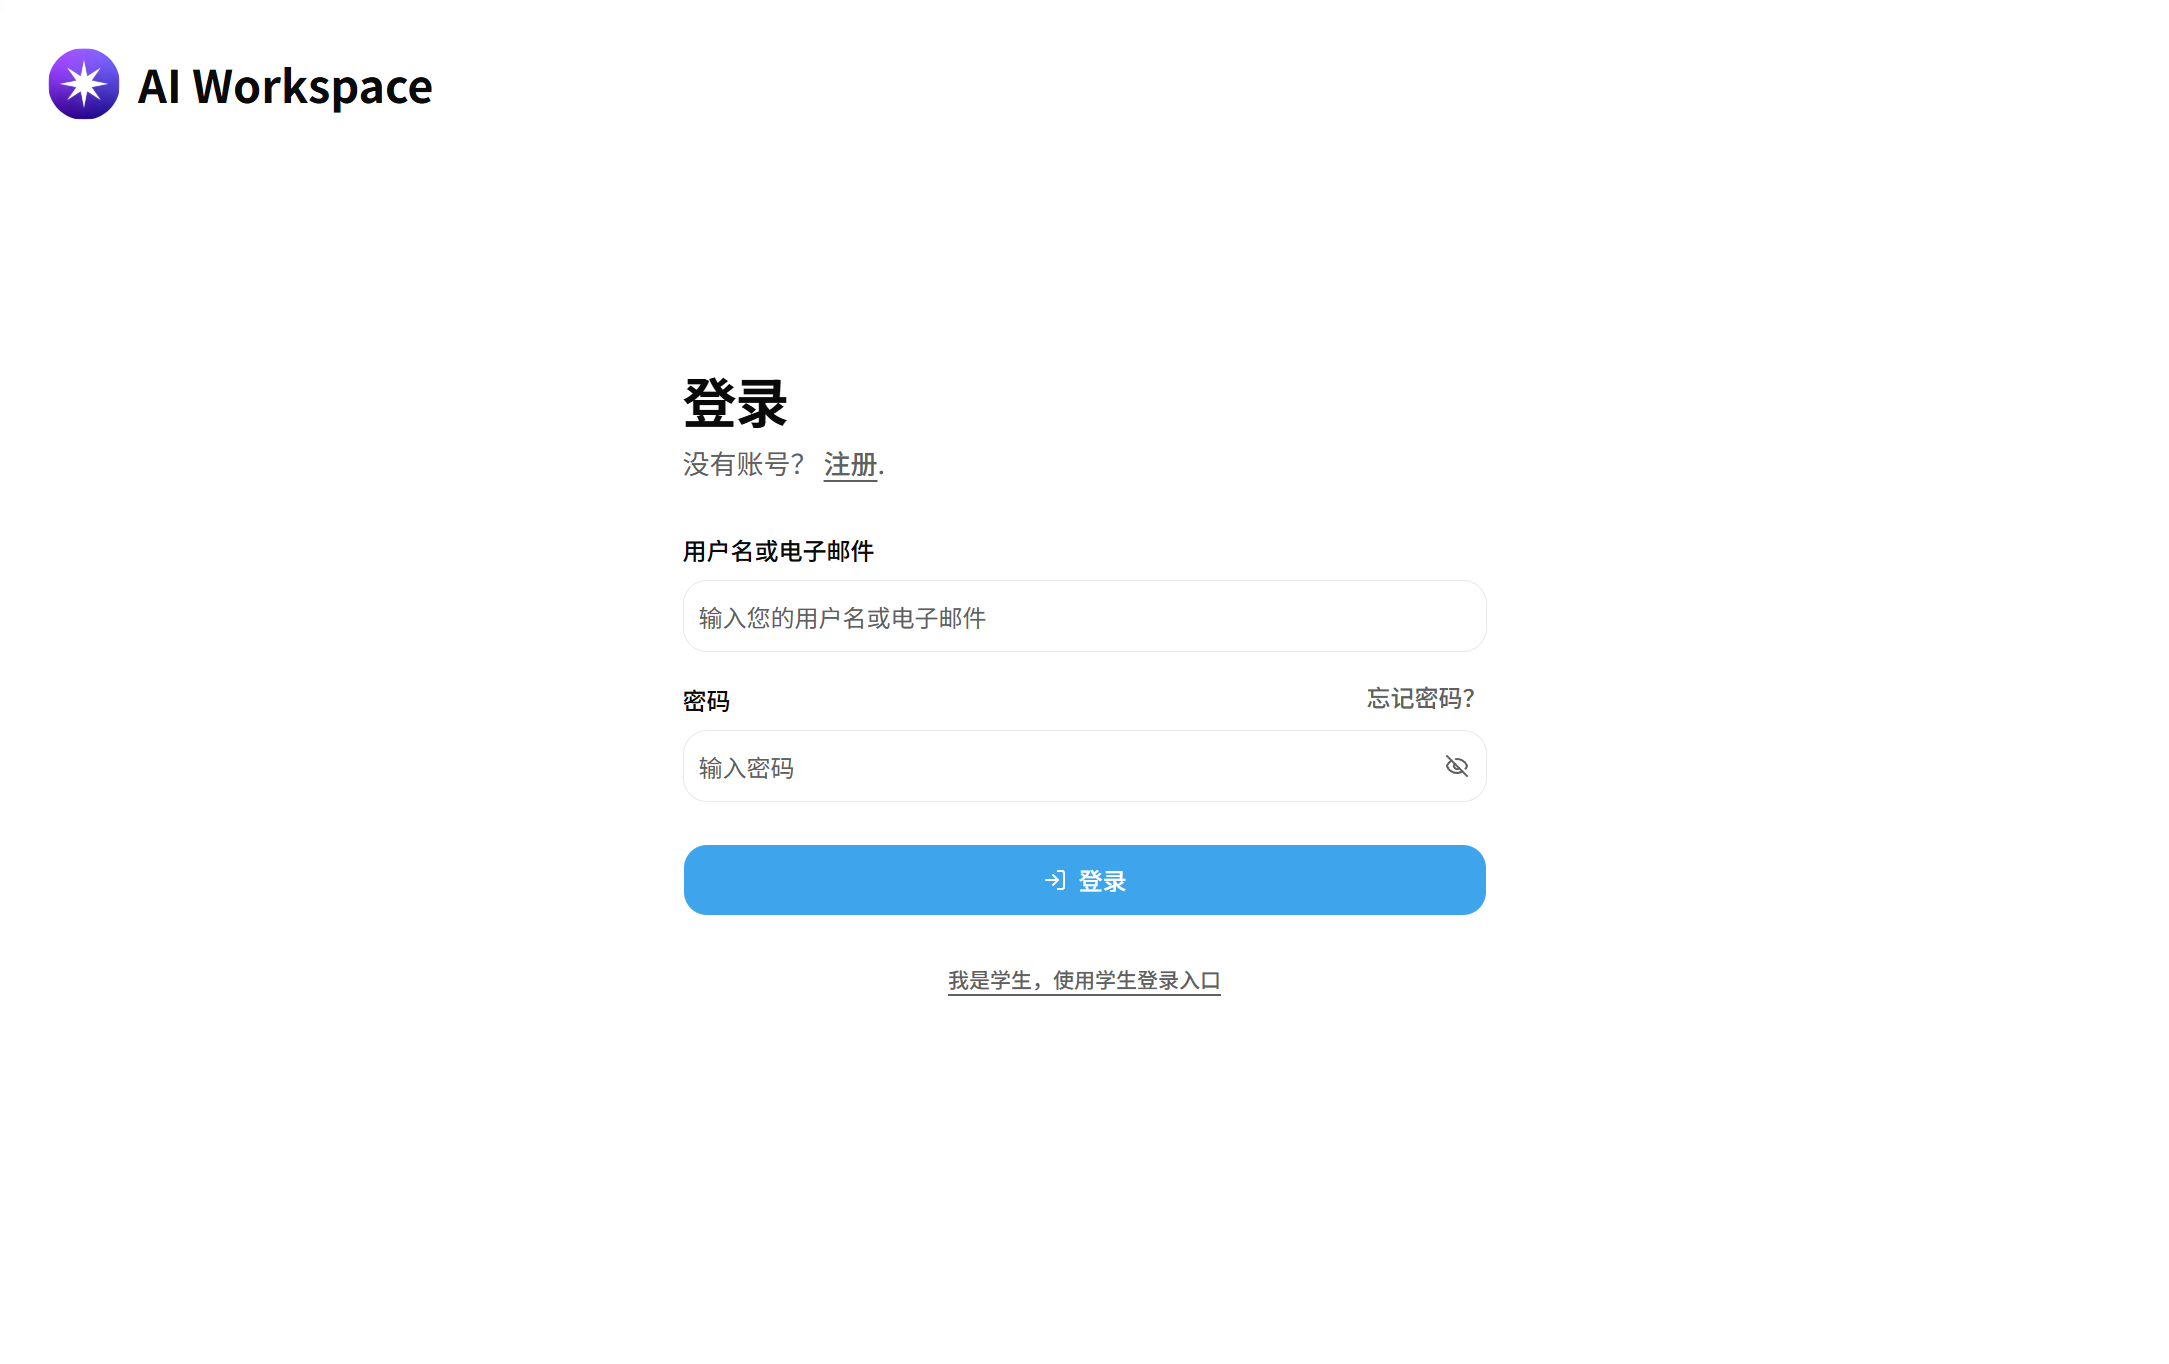 AI Workspace
登录
没有账号？ 注册.
用户名或电子邮件
输入您的用户名或电子邮件
密码
忘记密码？
输入密码
登录
我是学生，使用学生登录入口